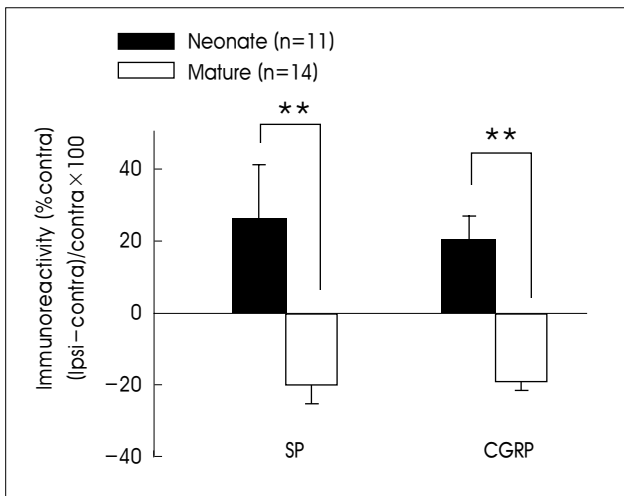 Neonate (n=11)
Mature (n=14)
Immunoreactivity (%contra)
(Ipsi−contra)/contra×100
40
20
0
−20
−40
**
**
SP
CGRP